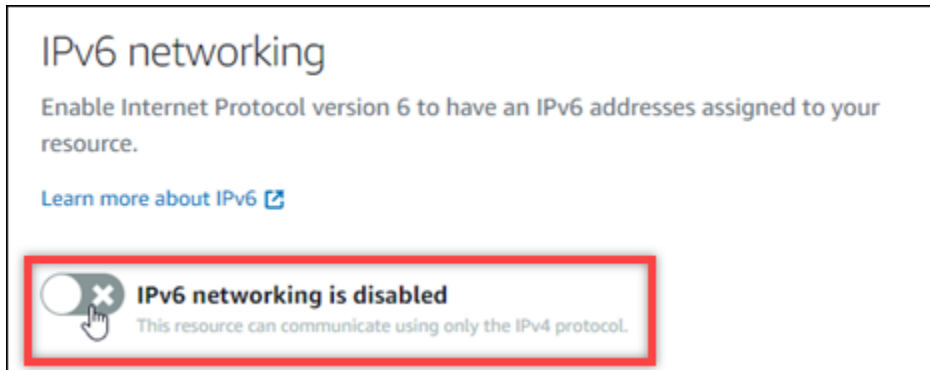 IPv6 networking
Enable Internet Protocol version 6 to have an IPv6 addresses assigned to your
resource.
Learn more about IPv6
IPv6 networking is disabled
This resource can communicate using only the IPv4 protocol.